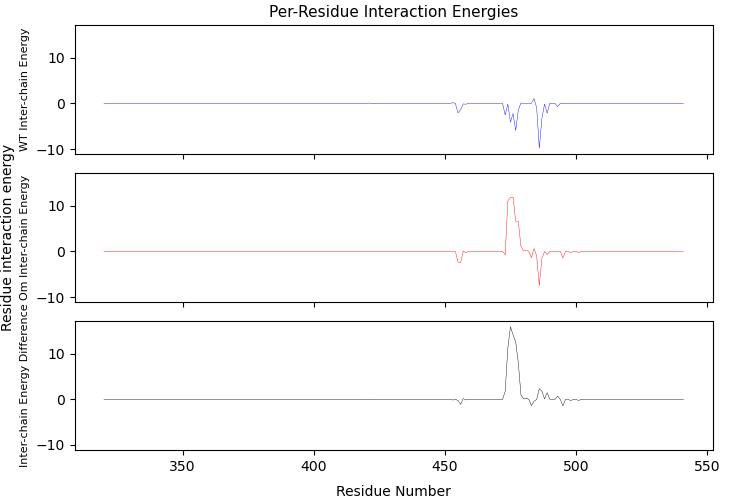 Per-Residue Interaction Energies
Residue interaction energy
WT Inter-chain Energy
10
0
−10
Om Inter-chain Energy
10
0
−10
Inter-chain Energy Difference
10
0
−10
350
400
450
500
550
Residue Number